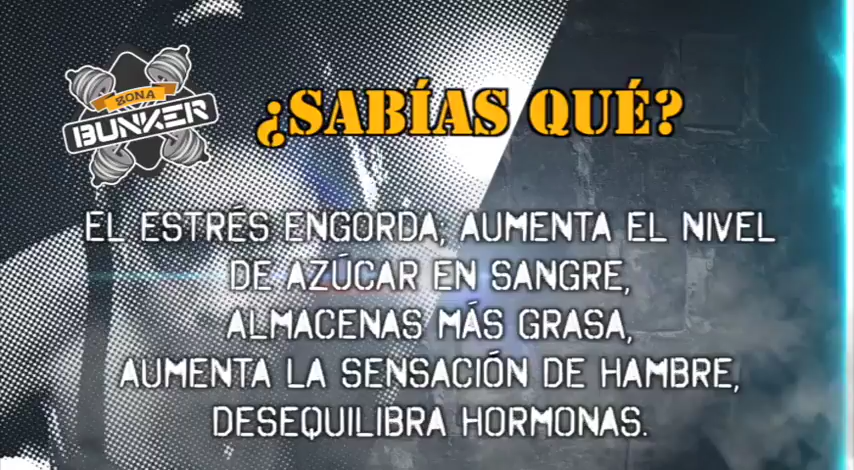 ZONA
BUNKER
¿SABÍAS QUÉ?
EL ESTRÉS ENGORDA, AUMENTA EL NIVEL
DE AZÚCAR EN SANGRE,
ALMACENAS MÁS GRASA,
AUMENTA LA SENSACIÓN DE HAMBRE,
DESEQUILIBRA HORMONAS.